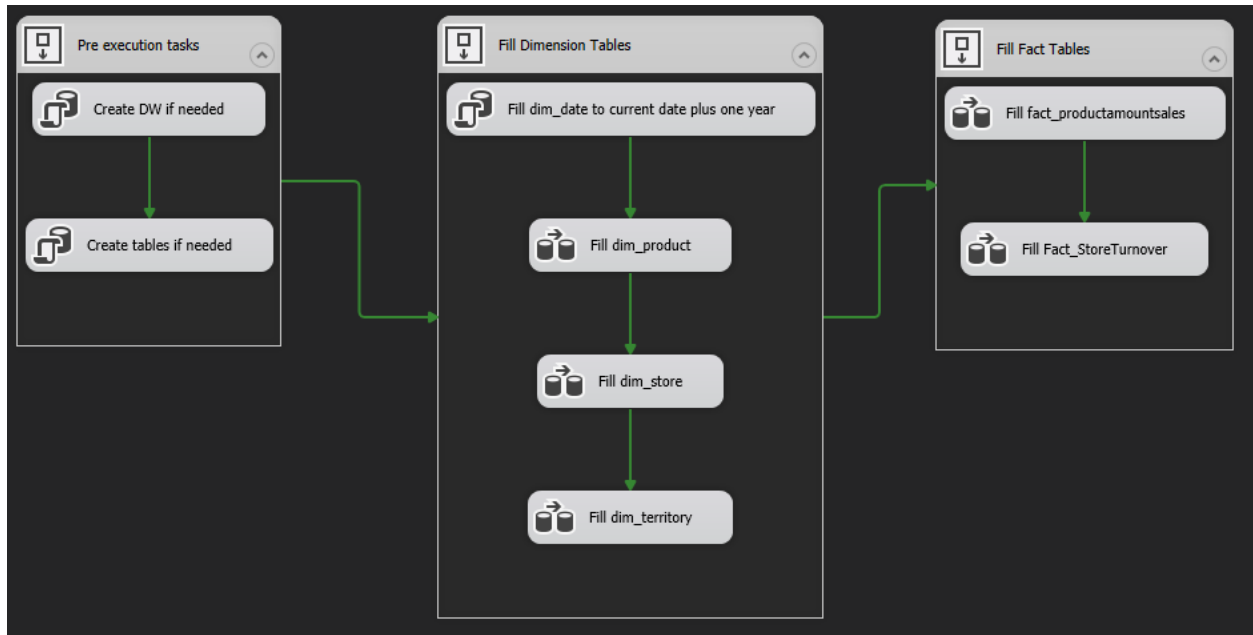 Pre execution tasks
Create DW if needed
Create tables if needed
Fill Dimension Tables
Fill dim_date to current date plus one year
Fill dim_product
Fill dim_store
Fill dim_territory
Fill Fact Tables
Fill fact_productamountsales
Fill Fact_StoreTurnover